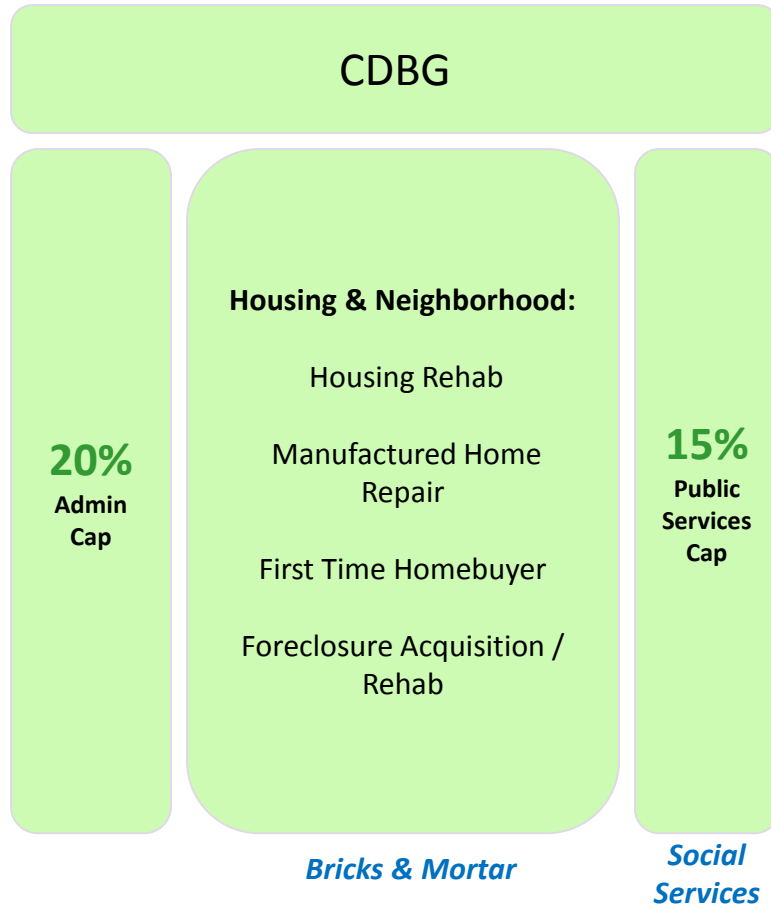 CDBG
20%
Admin
Cap
Housing & Neighborhood:
Housing Rehab
Manufactured Home
Repair
First Time Homebuyer
Foreclosure Acquisition /
Rehab
15%
Public
Services
Cap
Bricks & Mortar
Social
Services